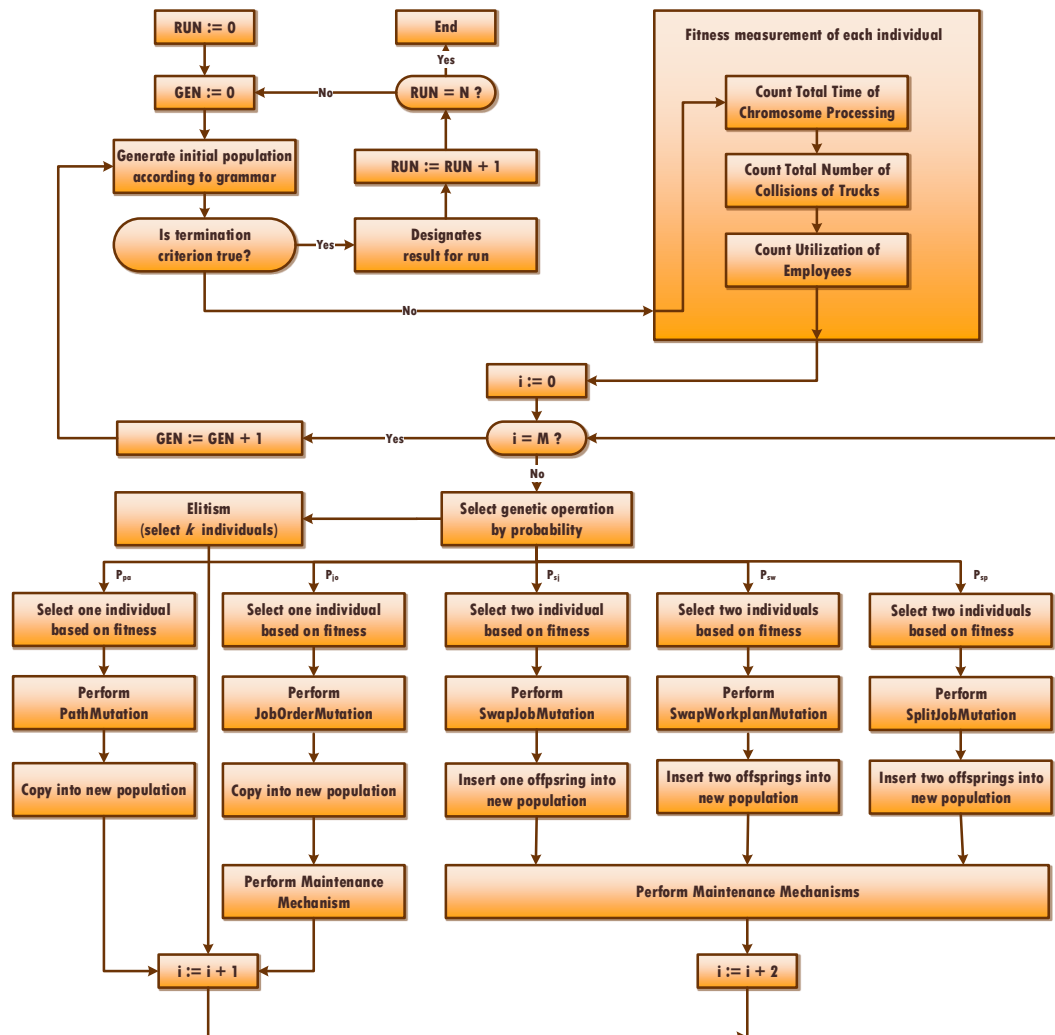 RUN := 0
End
Fitness measurement of each individual
Yes
GEN := 0
No
RUN = N ?
Count Total Time of
Chromosome Processing
Generate initial population
according to grammar
RUN := RUN + 1
Count Total Number of
Collisions of Trucks
Is termination
criterion true?
Yes
Designates
result for run
Count Utilization of
Employees
No
i := 0
GEN := GEN + 1
Yes
i = M ?
No
Elitism
(select k individuals)
Select genetic operation
by probability
Ppa
Pjo
Psj
Psw
Psp
Select one individual
based on fitness
Select one individual
based on fitness
Select two individual
based on fitness
Select two individuals
based on fitness
Select two individuals
based on fitness
Perform
PathMutation
Perform
JobOrderMutation
Perform
SwapJobMutation
Perform
SwapWorkplanMutation
Perform
SplitJobMutation
Copy into new population
Copy into new population
Insert one offpsring into
new population
Insert two offsprings into
new population
Insert two offsprings into
new population
Perform Maintenance
Mechanism
Perform Maintenance Mechanisms
i := i + 1
i := i + 2